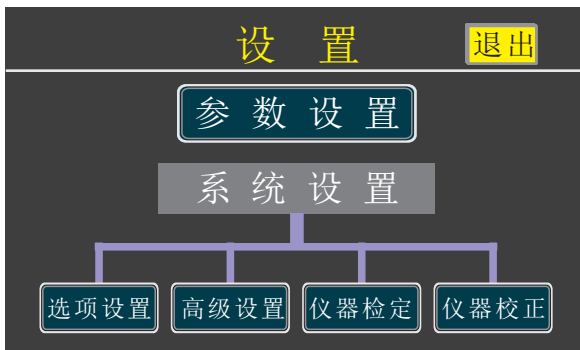 设 置 退出
参 数 设 置
系 统 设 置
选项设置 高级设置 仪器检定 仪器校正